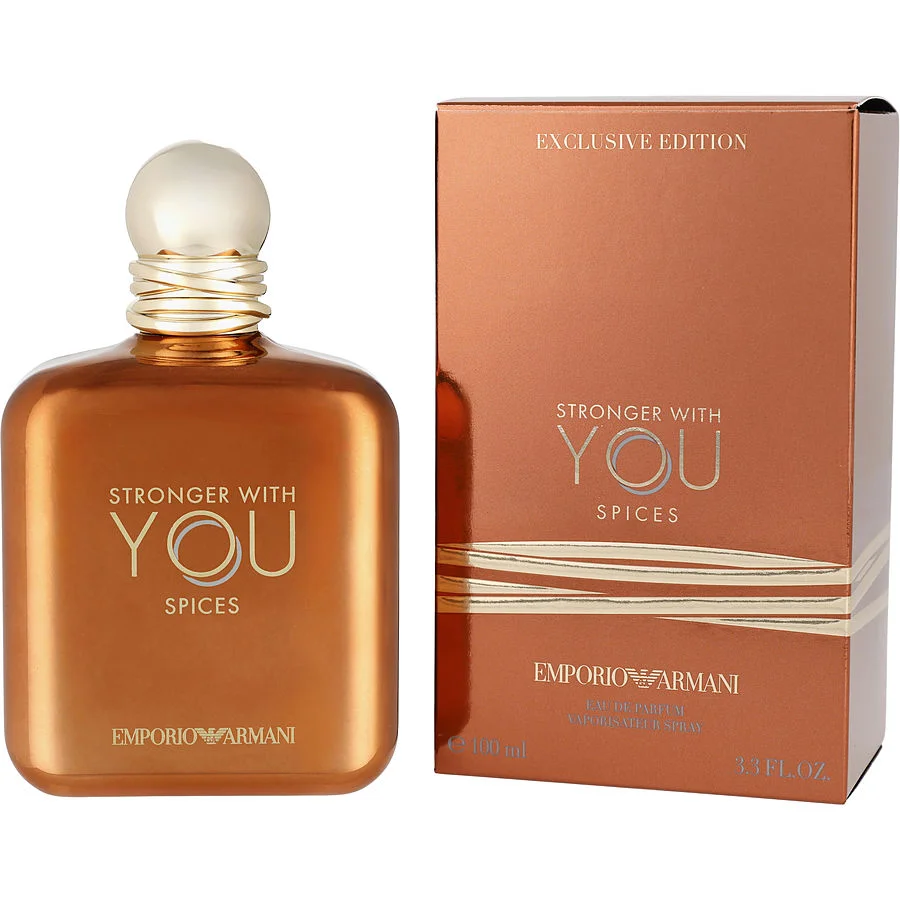 STRONGER WITH
YOU
SPICES
EMPORIO ARMANI
EXCLUSIVE EDITION
STRONGER WITH
YOU
SPICES
EMPORIO ARMANI
EAU DE PARFUM
VAPORISATEUR SPRAY
℮ 100 ml
3.3 FL.OZ.